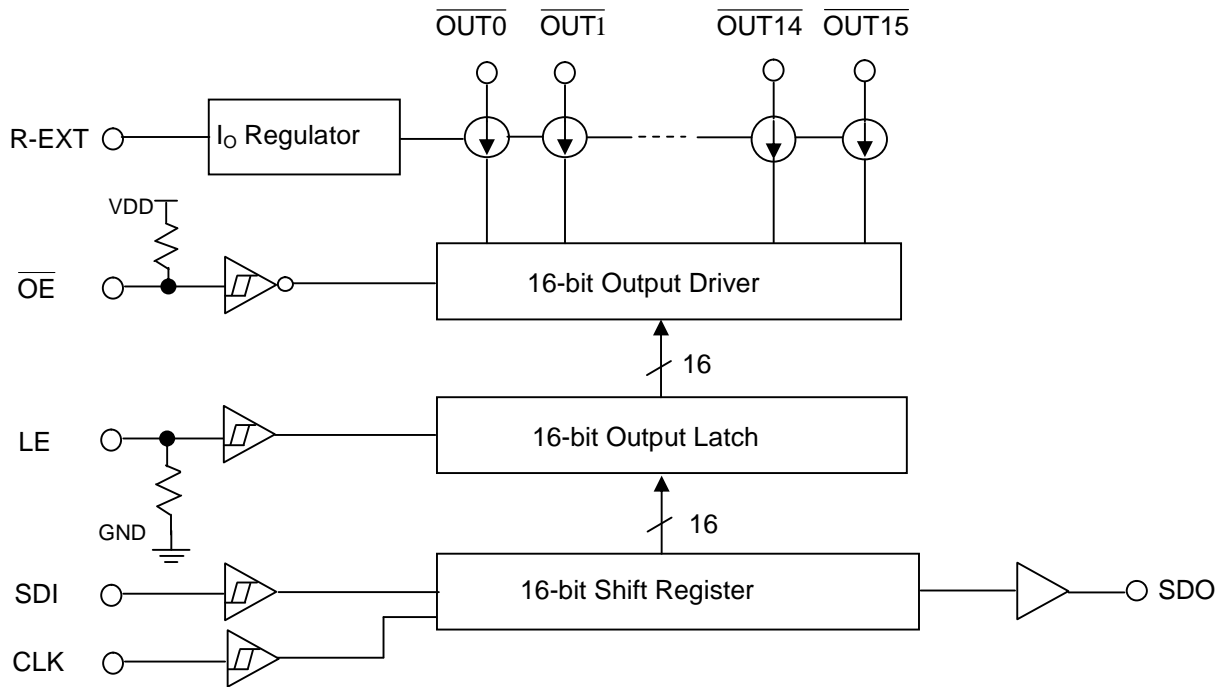 OUT0 OUT1 OUT14 OUT15
R-EXT
IO Regulator
VDD
OE
16-bit Output Driver
16
LE
16-bit Output Latch
GND
16
SDI
16-bit Shift Register
SDO
CLK